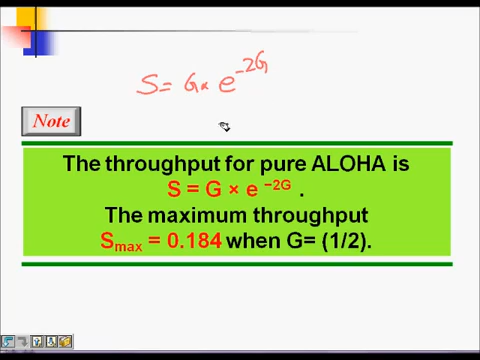 S = G × e^-2G
Note
The throughput for pure ALOHA is
S = G × e −2G .
The maximum throughput
Smax = 0.184 when G= (1/2).